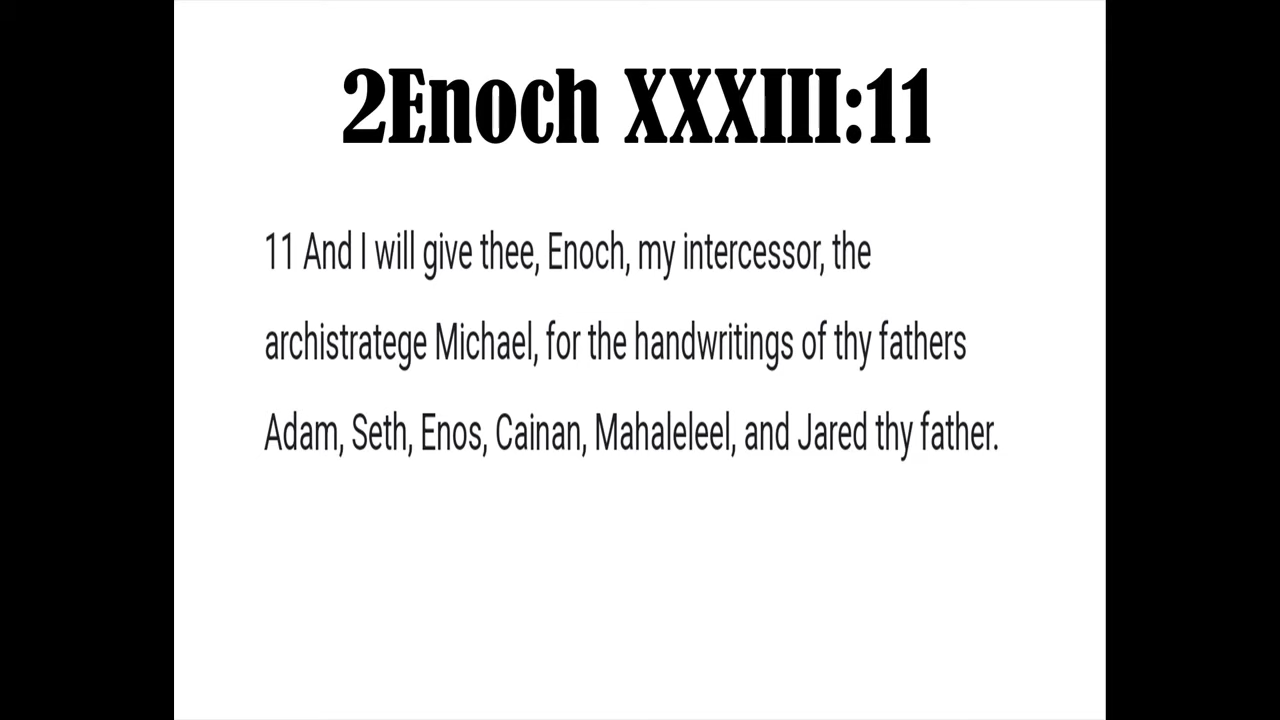 2Enoch XXXIII:11
11 And I will give thee, Enoch, my intercessor, the
archistratege Michael, for the handwritings of thy fathers
Adam, Seth, Enos, Cainan, Mahaleleel, and Jared thy father.